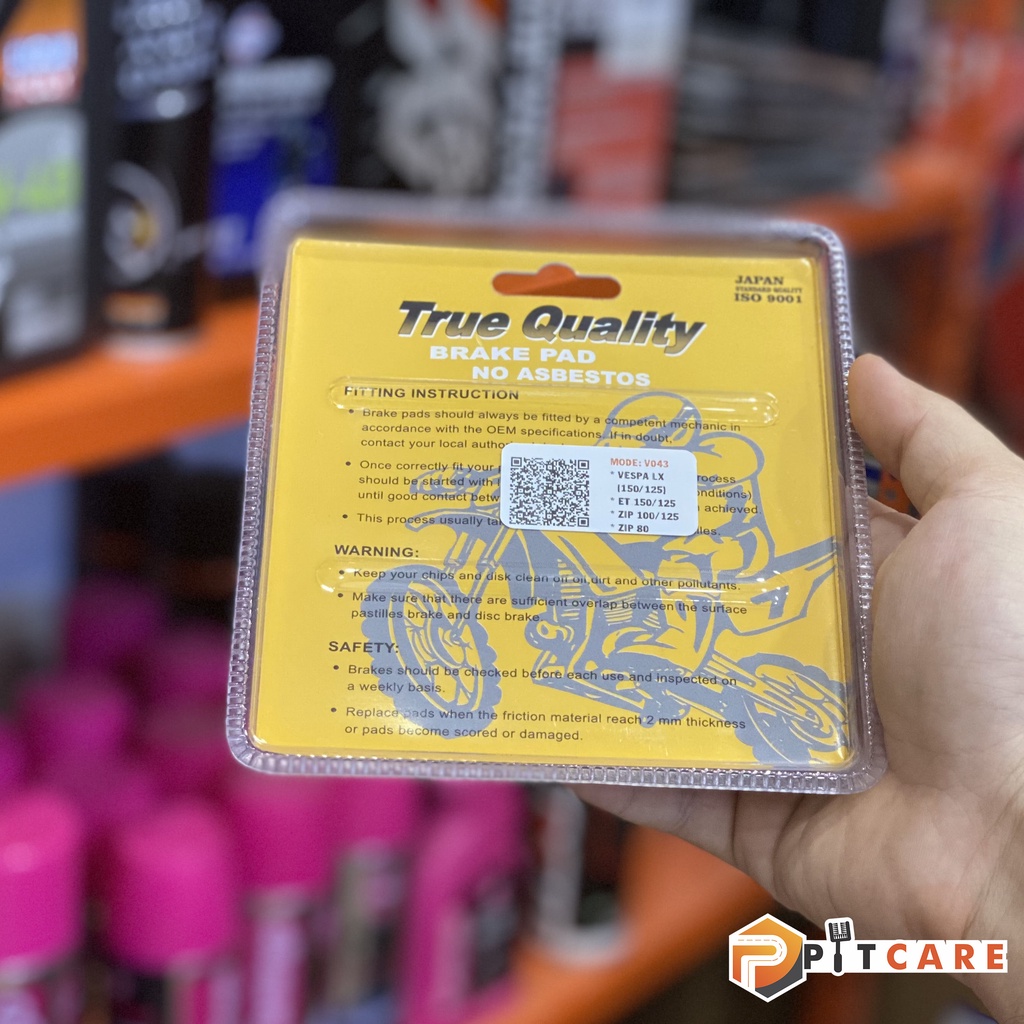 JAPAN
STANDARD QUALITY
ISO 9001
True Quality
BRAKE PAD
NO ASBESTOS
FITTING INSTRUCTION
• Brake pads should always be fitted by a competent mechanic in
accordance with the OEM specifications. If in doubt,
contact your local
• Once correctly fit your
should be started with
until good contact achieved.
• This process usually
MODE: V043
* VESPA LX
(150/125)
* ET 150/125
* ZIP 100/125
* ZIP 80
WARNING:
• Keep your chips and disk clean oil oil,dirt and other pollutants.
• Make sure that there are sufficient overlap between the surface
pastilles brake and disc brake.
SAFETY:
• Brakes should be checked before each use and inspected on
a weekly basis.
• Replace pads when the friction material reach 2 mm thickness
or pads become scored or damaged.
PITCARE